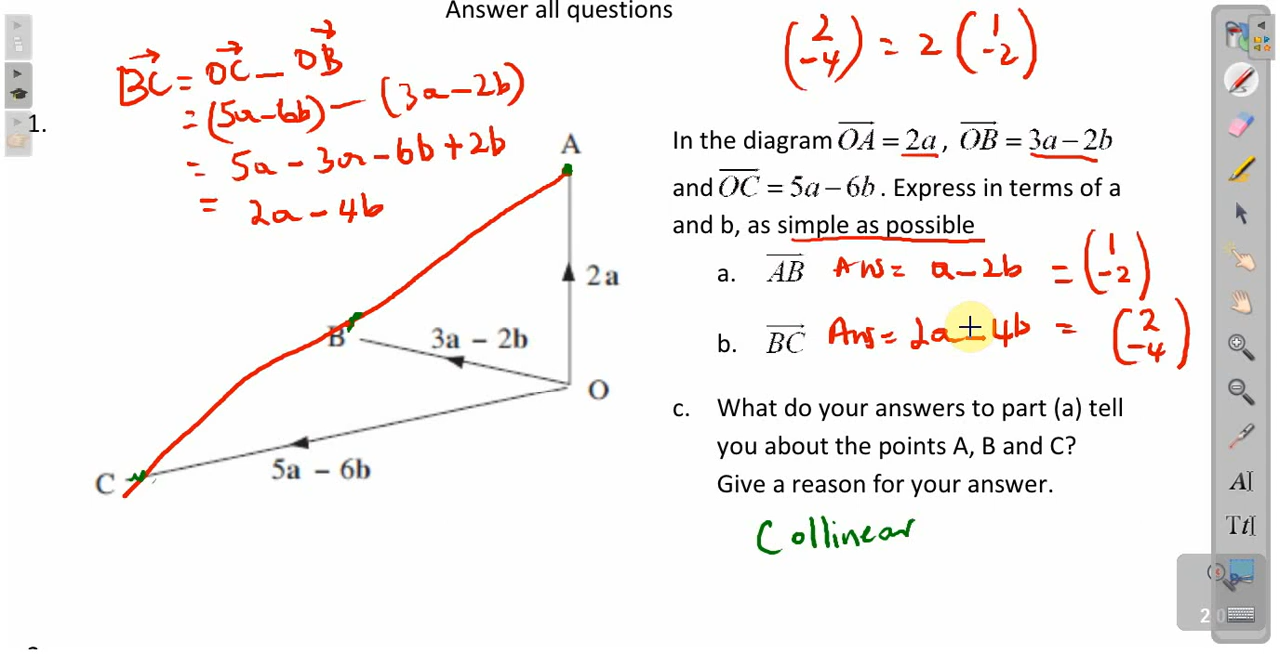 Answer all questions
BC = OC - OB
= (5a-6b) - (3a-2b)
= 5a - 3a - 6b + 2b
= 2a - 4b
(2 -4) = 2 (1 -2)
1.
In the diagram OA = 2a, OB = 3a - 2b
and OC = 5a - 6b. Express in terms of a
and b, as simple as possible
a. AB Ans = a - 2b = (1 -2)
b. BC Ans = 2a - 4b = (2 -4)
c. What do your answers to part (a) tell
you about the points A, B and C?
Give a reason for your answer.
Collinear
A
2a
B
3a - 2b
O
C
5a - 6b
AI
TtI